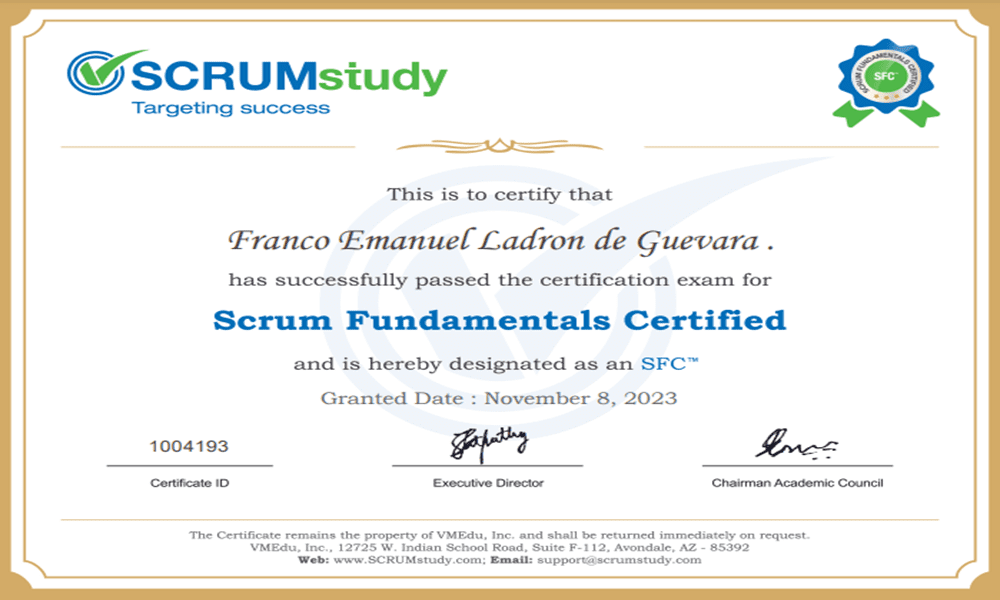 SCRUMstudy
Targeting success
SCRUM FUNDAMENTALS CERTIFIED
SFC™
This is to certify that
Franco Emanuel Ladron de Guevara .
has successfully passed the certification exam for
Scrum Fundamentals Certified
and is hereby designated as an SFC™
Granted Date : November 8, 2023
1004193
Certificate ID
Executive Director
Chairman Academic Council
The Certificate remains the property of VMEdu, Inc. and shall be returned immediately on request.
VMEdu, Inc., 12725 W. Indian School Road, Suite F-112, Avondale, AZ - 85392
Web: www.SCRUMstudy.com; Email: support@scrumstudy.com